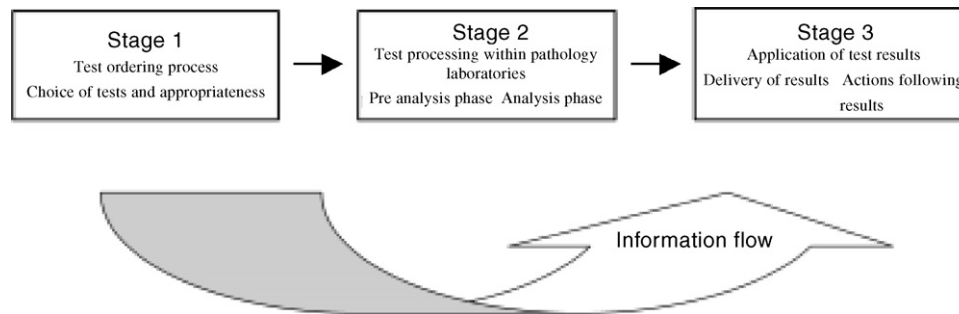 Stage 1
Test ordering process
Choice of tests and appropriateness
Stage 2
Test processing within pathology
laboratories
Pre analysis phase Analysis phase
Stage 3
Application of test results
Delivery of results Actions following
results
Information flow